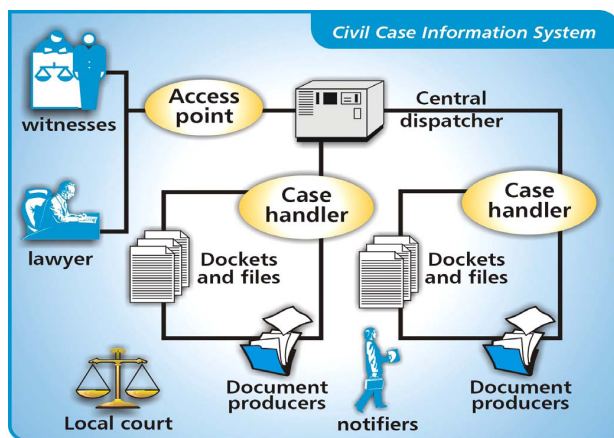 Civil Case Information System
witnesses
Access
point
Central
dispatcher
lawyer
Case
handler
Case
handler
Dockets
and files
Dockets
and files
Local court
Document
producers
notifiers
Document
producers